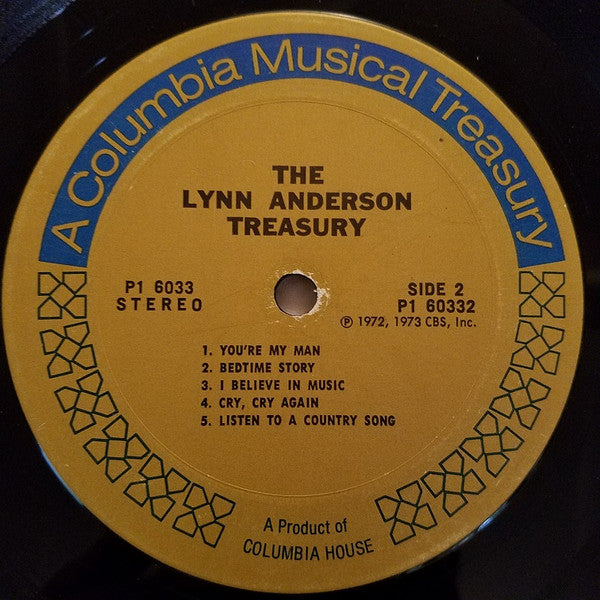 A Columbia Musical Treasury
THE
LYNN ANDERSON
TREASURY
P1 6033
STEREO
SIDE 2
P1 60332
℗ 1972, 1973 CBS, Inc.
1. YOU'RE MY MAN
2. BEDTIME STORY
3. I BELIEVE IN MUSIC
4. CRY, CRY AGAIN
5. LISTEN TO A COUNTRY SONG
A Product of
COLUMBIA HOUSE